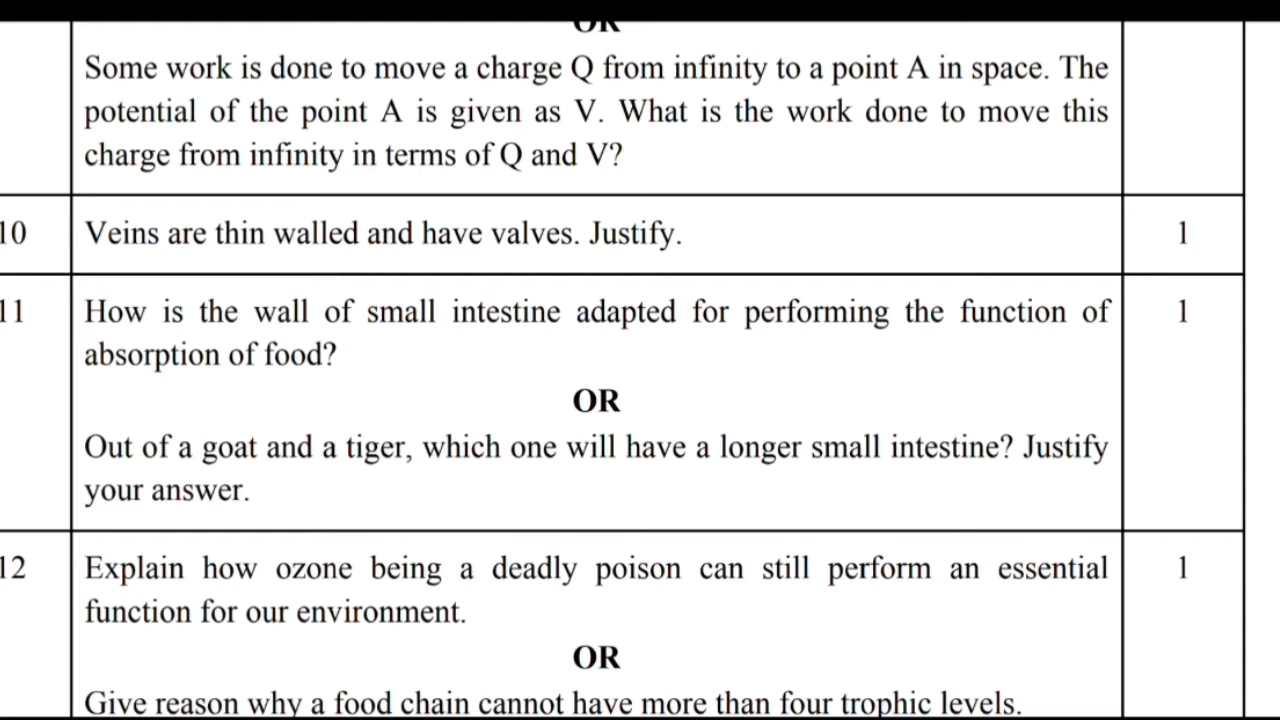 OR
Some work is done to move a charge Q from infinity to a point A in space. The
potential of the point A is given as V. What is the work done to move this
charge from infinity in terms of Q and V?
10 Veins are thin walled and have valves. Justify. 1
11 How is the wall of small intestine adapted for performing the function of 1
absorption of food?
OR
Out of a goat and a tiger, which one will have a longer small intestine? Justify
your answer.
12 Explain how ozone being a deadly poison can still perform an essential 1
function for our environment.
OR
Give reason why a food chain cannot have more than four trophic levels.